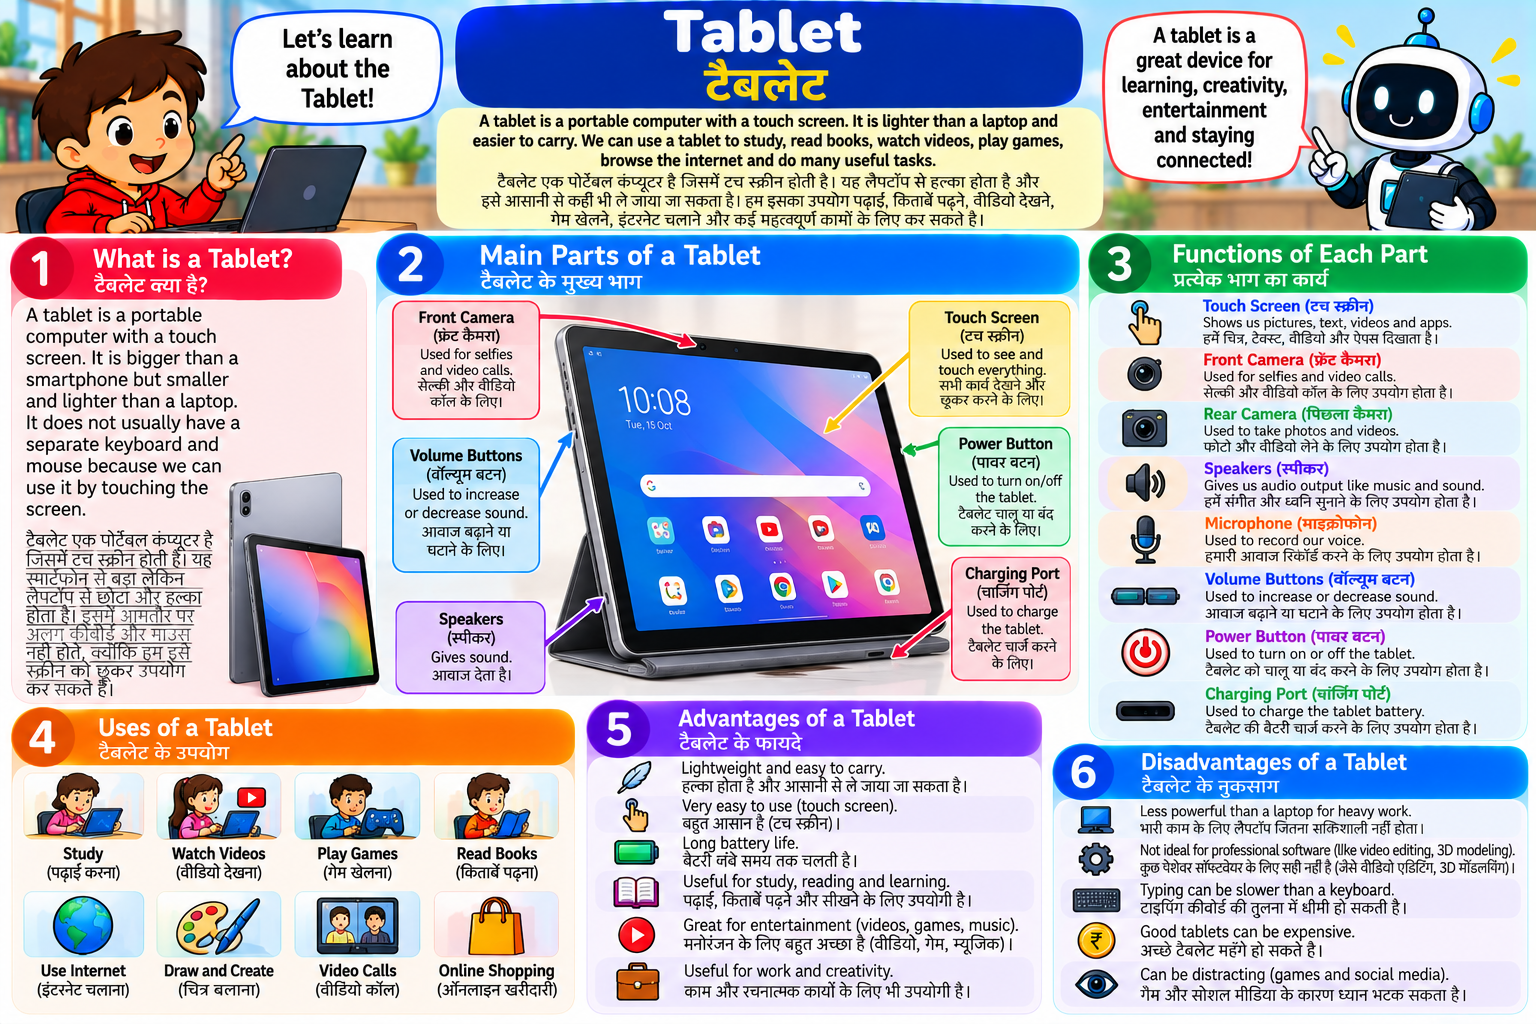 Let's learn
about the
Tablet!
Tablet
टैबलेट
A tablet is a portable computer with a touch screen. It is lighter than a laptop and
easier to carry. We can use a tablet to study, read books, watch videos, play games,
browse the internet and do many useful tasks.
टैबलेट एक पोर्टेबल कंप्यूटर है जिसमें टच स्क्रीन होती है। यह लैपटॉप से हल्का होता है और
इसे आसानी से कहीं भी ले जाया जा सकता है। हम इसका उपयोग पढ़ाई, किताबें पढ़ने, वीडियो देखने,
गेम खेलने, इंटरनेट चलाने और कई महत्वपूर्ण कामों के लिए कर सकते है।
A tablet is a
great device for
learning, creativity,
entertainment
and staying
connected!
1 What is a Tablet?
टैबलेट क्या है?
A tablet is a portable
computer with a touch
screen. It is bigger than a
smartphone but smaller
and lighter than a laptop.
It does not usually have a
separate keyboard and
mouse because we can
use it by touching the
screen.
टैबलेट एक पोर्टेबल कंप्यूटर है
जिसमें टच स्क्रीन होती है। यह
स्मार्टफोन से बड़ा लेकिन
लैपटॉप से छोटा और हल्का
होता है। इसमें आमतौर पर
अलग कीबोर्ड और माउस
नही होते, क्योंकि हम इसे
स्क्रीन को छूकर उपयोग
कर सकते है।
2 Main Parts of a Tablet
टैबलेट के मुख्य भाग
Front Camera
(फ्रंट कैमरा)
Used for selfies
and video calls.
सेल्की और वीडियो
कॉल के लिए।
Volume Buttons
(वॉल्यूम बटन)
Used to increase
or decrease sound.
आवाज बढ़ाने या
घटाने के लिए।
Speakers
(स्पीकर)
Gives sound.
आवाज देता है।
10:08
Tue, 15 Oct
Touch Screen
(टच स्क्रीन)
Used to see and
touch everything.
सभी कार्य देखने और
छूकर करने के लिए।
Power Button
(पावर बटन)
Used to turn on/off
the tablet.
टैबलेट चालू या बंद
करने के लिए।
Charging Port
(चार्जिंग पोर्ट)
Used to charge
the tablet.
टैबलेट चार्ज करने
के लिए।
3 Functions of Each Part
प्रत्येक भाग का कार्य
Touch Screen (टच स्क्रीन)
Shows us pictures, text, videos and apps.
हमें चित्र, टेक्स्ट, वीडियो और ऐपस दिखाता है।
Front Camera (फ्रेंट कैमरा)
Used for selfies and video calls.
सेल्की और वीडियो कॉल के लिए उपयोग होता है।
Rear Camera (पिछला कैमरा)
Used to take photos and videos.
फोटो और वीडियो लेने के लिए उपयोग होता है।
Speakers (स्पीकर)
Gives us audio output like music and sound.
हमें संगीत और ध्वनि सुनाने के लिए उपयोग होता है।
Microphone (माइक्रोफोन)
Used to record our voice.
हमारी आवाज रिकॉर्ड करने के लिए उपयोग होता है।
Volume Buttons (वॉल्यूम बटन)
Used to increase or decrease sound.
आवाज बढ़ाने या घटाने के लिए उपयोग होता है।
Power Button (पावर बटन)
Used to turn on or off the tablet.
टैबलेट को चालू या बंद करने के लिए उपयोग होता है।
Charging Port (चांर्जिग पोर्ट)
Used to charge the tablet battery.
टैबलेट की बैटरी चार्ज करने के लिए उपयोग होता है।
4 Uses of a Tablet
टैबलेट के उपयोग
Study
(पढ़ाई करना)
Watch Videos
(वीडियो देखना)
Play Games
(गेम खेलना)
Read Books
(किताबें पढ़ना)
Use Internet
(इंटरनेट चलाना)
Draw and Create
(चित्र बलाना)
Video Calls
(वीडियो कॉल)
Online Shopping
(ऑनलाइन खरीदारी)
5 Advantages of a Tablet
टैबलेट के फायदे
Lightweight and easy to carry.
हल्का होता है और आसानी से ले जाया जा सकता है।
Very easy to use (touch screen).
बहुत आसान है (टच स्क्रीन)।
Long battery life.
बैटरी लंबे समय तक चलती है।
Useful for study, reading and learning.
पढ़ाई, किताबें पढ़ने और सीखने के लिए उपयोगी है।
Great for entertainment (videos, games, music).
मनोरंजन के लिए बहुत अच्छा है (वीडियो, गेम, म्यूजिक)।
Useful for work and creativity.
काम और रचनात्मक कार्यो के लिए भी उपयोगी है।
6 Disadvantages of a Tablet
टैबलेट के नुकसाग
Less powerful than a laptop for heavy work.
भारी काम के लिए लैपटॉप जितना सकिशाली नहीं होता।
Not ideal for professional software (like video editing, 3D modeling).
कुछ पेशेवर सॉफ्टवेयर के लिए सही नही है (जैसे वीडियो एडिटिंग, 3D मॉडलविंग)।
Typing can be slower than a keyboard.
टाइपिंग कीवोर्ड की तुलना में धीमी हो सकती है।
Good tablets can be expensive.
अच्छे टैबलेट महँगे हो सकते है।
Can be distracting (games and social media).
गैम और सोशल मीडिया के कारण ध्यान भटक सकता है।